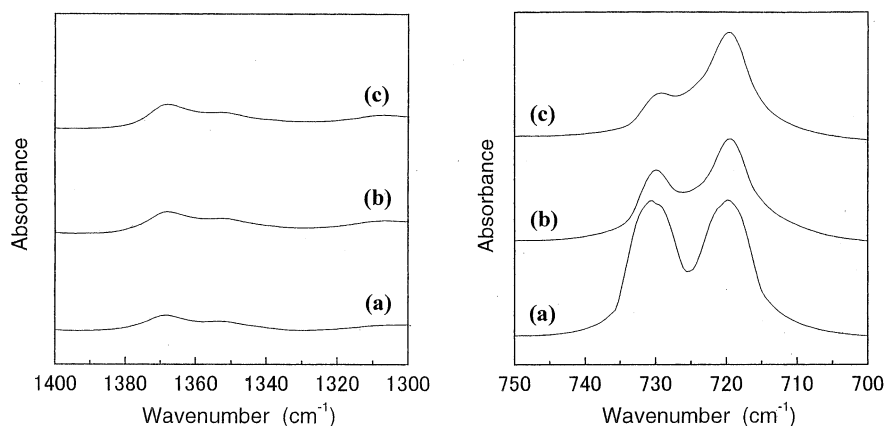 (c)
(b)
(a)
Absorbance
1400 1380 1360 1340 1320 1300
Wavenumber (cm⁻¹)
(c)
(b)
(a)
Absorbance
750 740 730 720 710 700
Wavenumber (cm⁻¹)